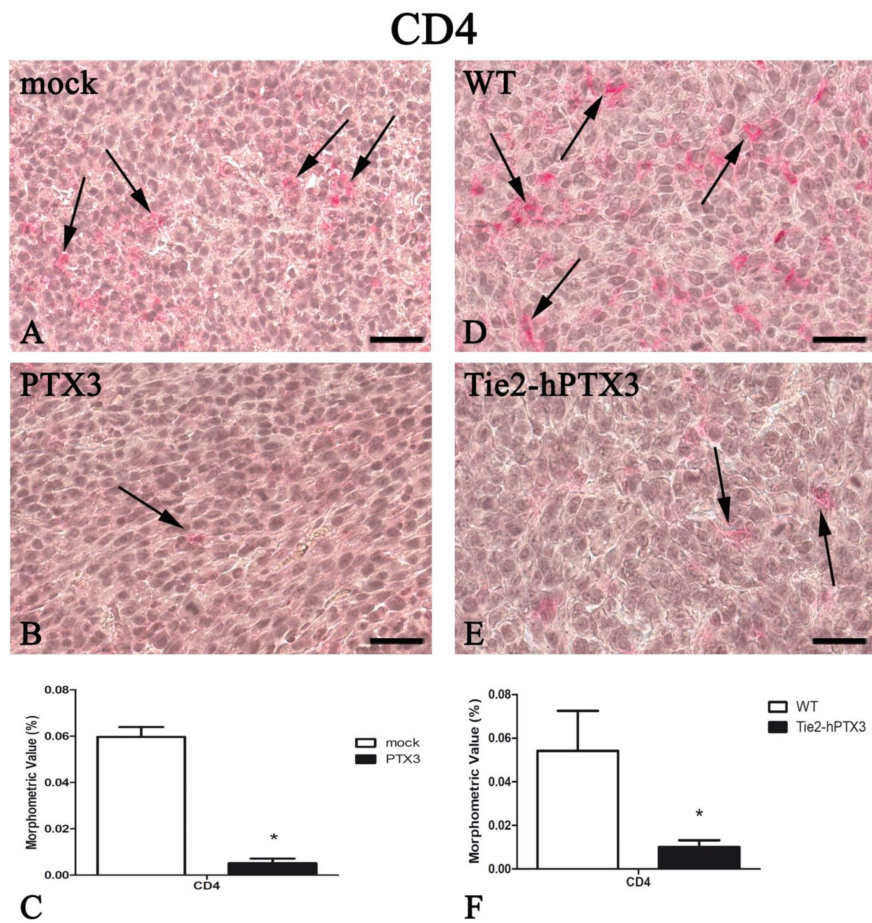 CD4
mock
A
WT
D
PTX3
B
Tie2-hPTX3
E
Morphometric Value (%)
0.08
0.06
0.04
0.02
0.00
*
CD4
mock
PTX3
C
Morphometric Value (%)
0.08
0.06
0.04
0.02
0.00
*
CD4
WT
Tie2-hPTX3
F